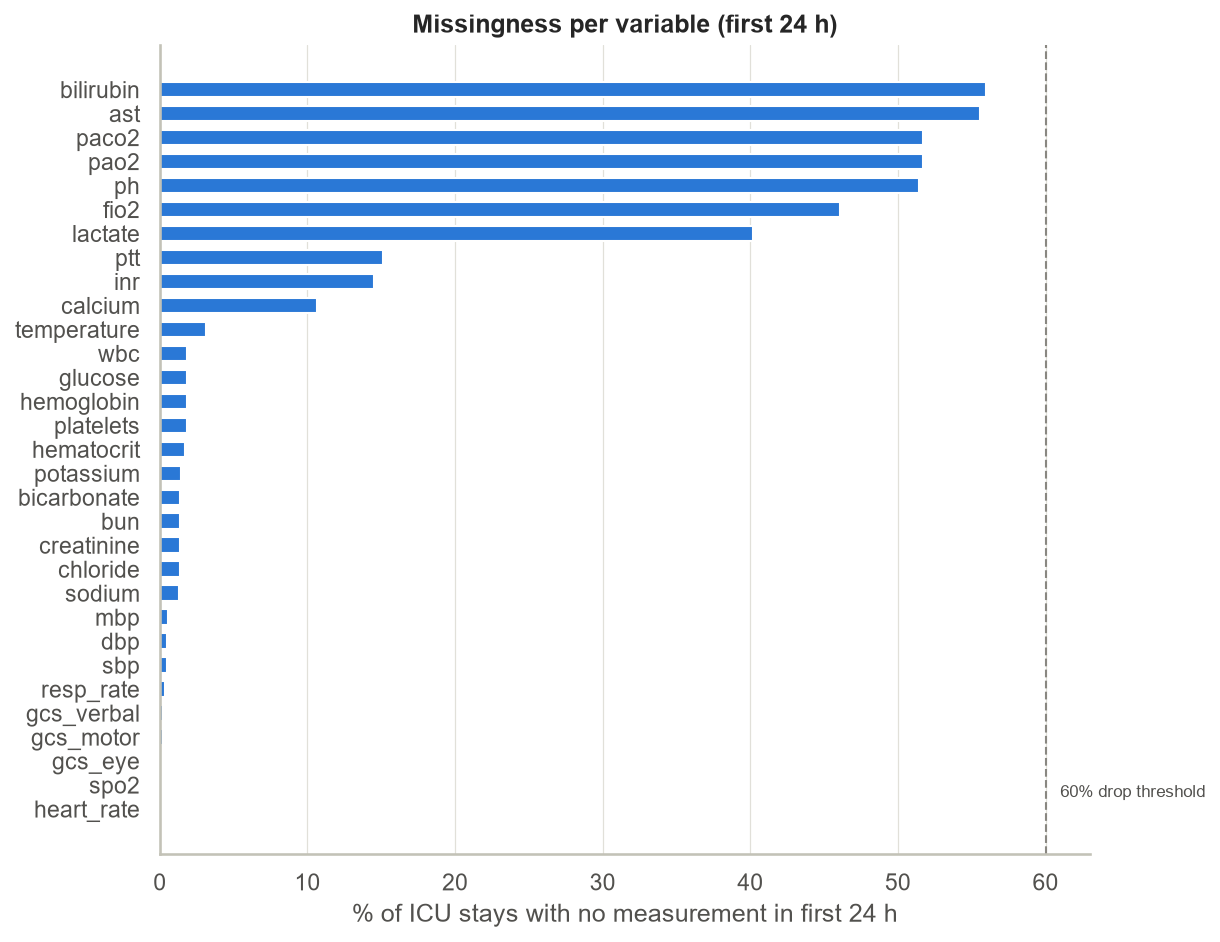 Missingness per variable (first 24 h)
bilirubin
ast
paco2
pao2
ph
fio2
lactate
ptt
inr
calcium
temperature
wbc
glucose
hemoglobin
platelets
hematocrit
potassium
bicarbonate
bun
creatinine
chloride
sodium
mbp
dbp
sbp
resp_rate
gcs_verbal
gcs_motor
gcs_eye
spo2
60% drop threshold
heart_rate
0 10 20 30 40 50 60
% of ICU stays with no measurement in first 24 h